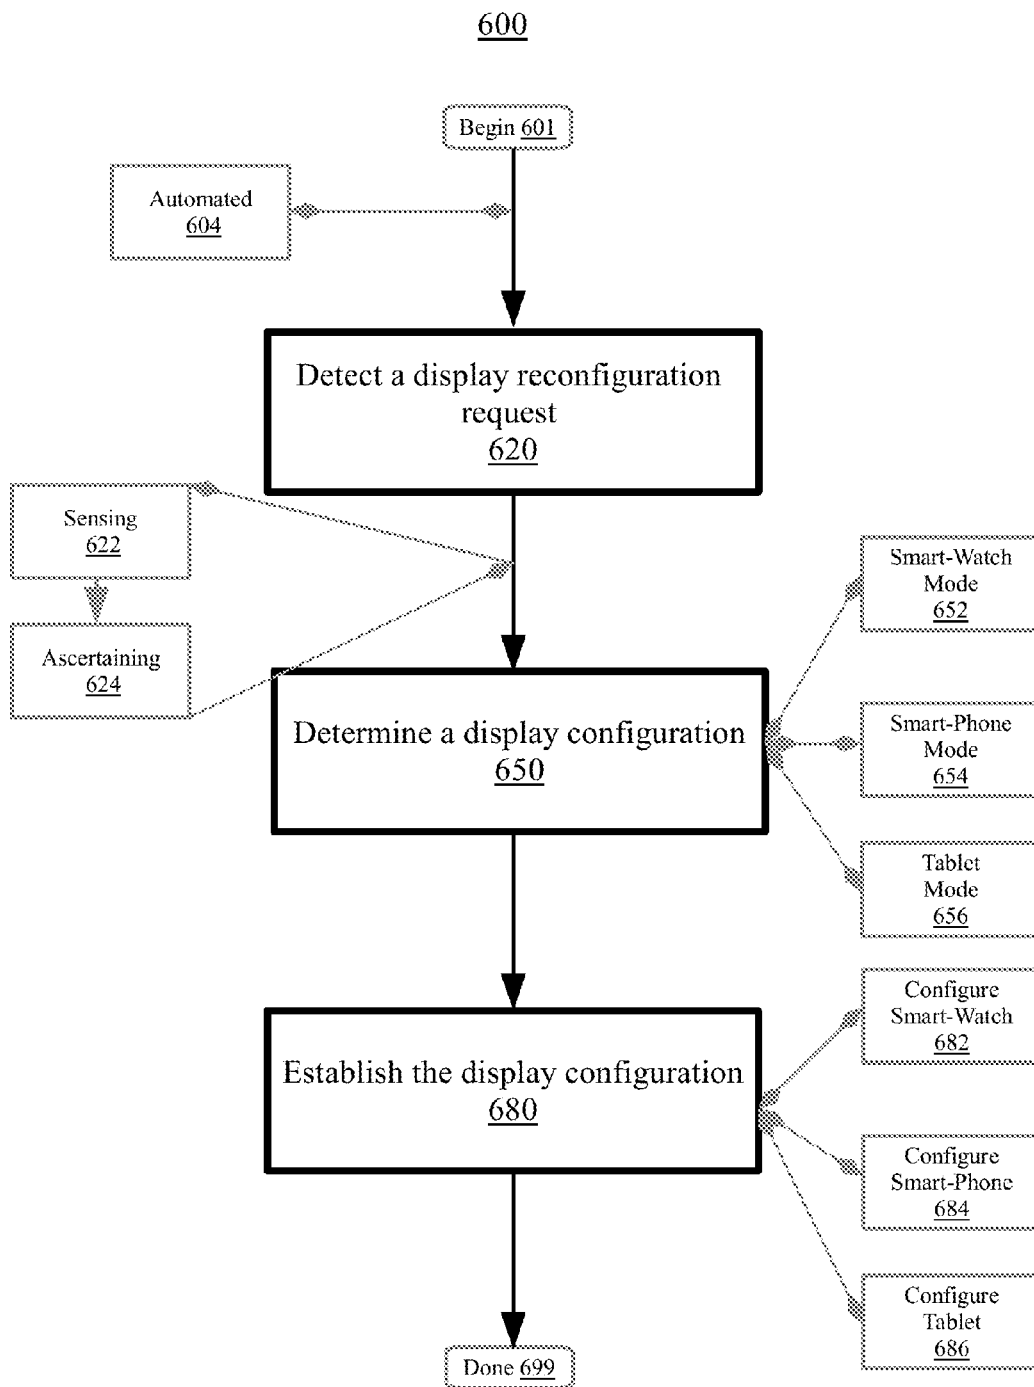 600
Begin 601
Automated
604
Detect a display reconfiguration
request
620
Sensing
622
Ascertaining
624
Smart-Watch
Mode
652
Determine a display configuration
650
Smart-Phone
Mode
654
Tablet
Mode
656
Configure
Smart-Watch
682
Establish the display configuration
680
Configure
Smart-Phone
684
Configure
Tablet
686
Done 699